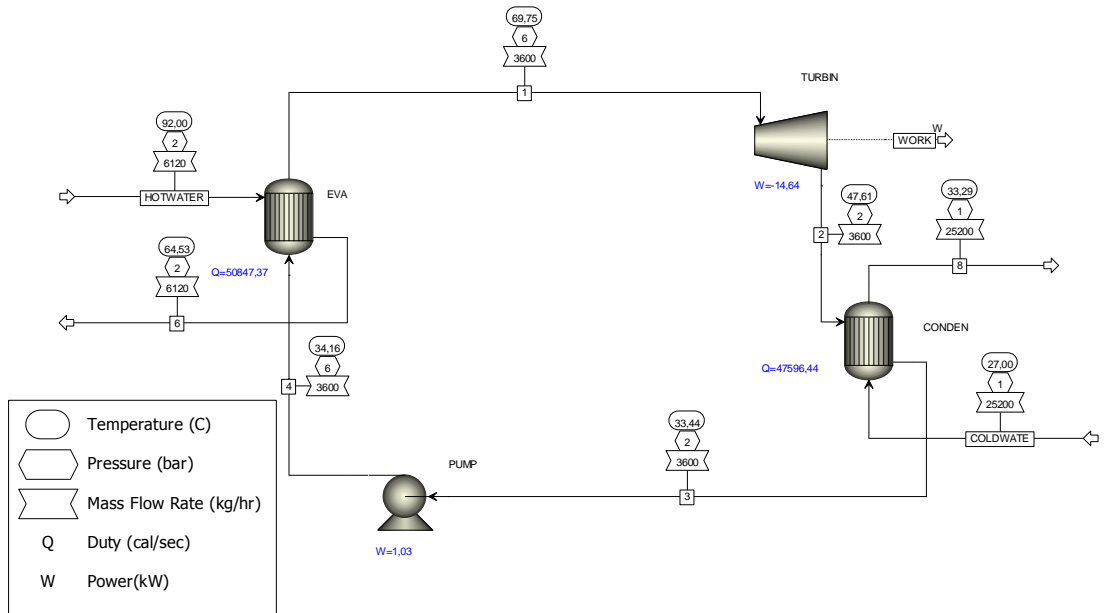 69,75
6
3600
1
TURBIN
W
WORK
W=-14,64
92,00
2
6120
HOTWATER
EVA
47,61
2
3600
2
33,29
1
25200
8
64,53
2
6120
6
Q=50847,37
CONDEN
Q=47596,44
34,16
6
3600
4
27,00
1
25200
COLDWATE
33,44
2
3600
3
PUMP
W=1,03
Temperature (C)
Pressure (bar)
Mass Flow Rate (kg/hr)
Q Duty (cal/sec)
W Power(kW)